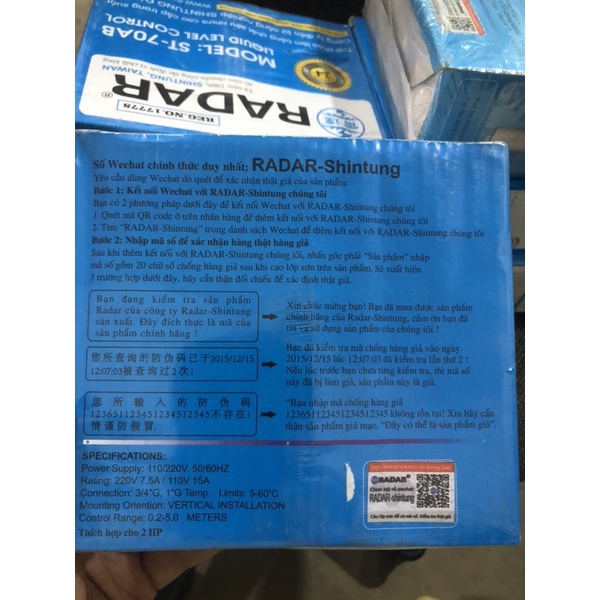 MODEL: ST-70AB
LIQUID LEVEL CONTROL
SHINTUNG, TAIWAN
REG.NO.17778
RADAR®
Số Wechat chính thức duy nhất: RADAR-Shintung
Yêu cầu dùng Wechat dò quét để xác nhận thật giả của sản phẩm:
Bước 1: Kết nối Wechat với RADAR-Shintung chúng tôi
Bạn có 2 phương pháp dưới đây để kết nối Wechat với RADAR-Shintung chúng tôi
1. Quét mã QR code ở trên nhãn hàng để thêm kết nối với RADAR-Shintung chúng tôi
2. Tìm "RADAR-Shintung" trong danh sách Wechat để thêm kết nối với RADAR-Shintung chúng tôi
Bước 2: Nhập mã số để xác nhận hàng thật hàng giả
Sau khi thêm kết nối với RADAR-Shintung chúng tôi, nhấn góc phải "Sản phẩm" nhập
mã số gồm 20 chữ số chống hàng giả sau khi cạo lớp sơn trên sản phẩm. Sẽ xuất hiện
3 trường hợp dưới đây, hãy cẩn thận đối chiếu để xác định thật giả.
Bạn đang kiểm tra sản phẩm
Radar của công ty Radar-Shintung
sản xuất. Đây đích thực là mã của
sản phẩm chính hãng !
Xin chúc mừng bạn! Bạn đã mua được sản phẩm
chính hãng của Radar-Shintung, cám ơn bạn đã
tin và sử dụng sản phẩm của chúng tôi !
您所查询的防伪码已于2015/12/15
12:07:03被查询过2次!
Bạn đã kiểm tra mã chống hàng giả vào ngày
2015/12/15 lúc 12:07:03 đã kiểm tra lần thứ 2 !
Nếu lúc trước bạn chưa từng kiểm tra, thì mã số
này đã bị làm giả, sản phẩm này là giả.
您所输入的防伪码
12365112345123451234512345不存在!
情谨防假冒.
"Bạn nhập mã chống hàng giả
12365112345123451234512345 không tồn tại! Xin hãy cẩn
thận sản phẩm giả mạo. "Đây có thể là sản phẩm giả".
SPECIFICATIONS:
Power Supply: 110/220V. 50/60HZ
Rating: 220V 7.5A / 110V 15A
Connection: 3/4"G, 1"G Temp. Limits: 5-60°C
Mounting Oriention: VERTICAL INSTALLATION
Control Range: 0.2-5.0 METERS
Thích hợp cho 2 HP
RADAR®
RADAR-shintung